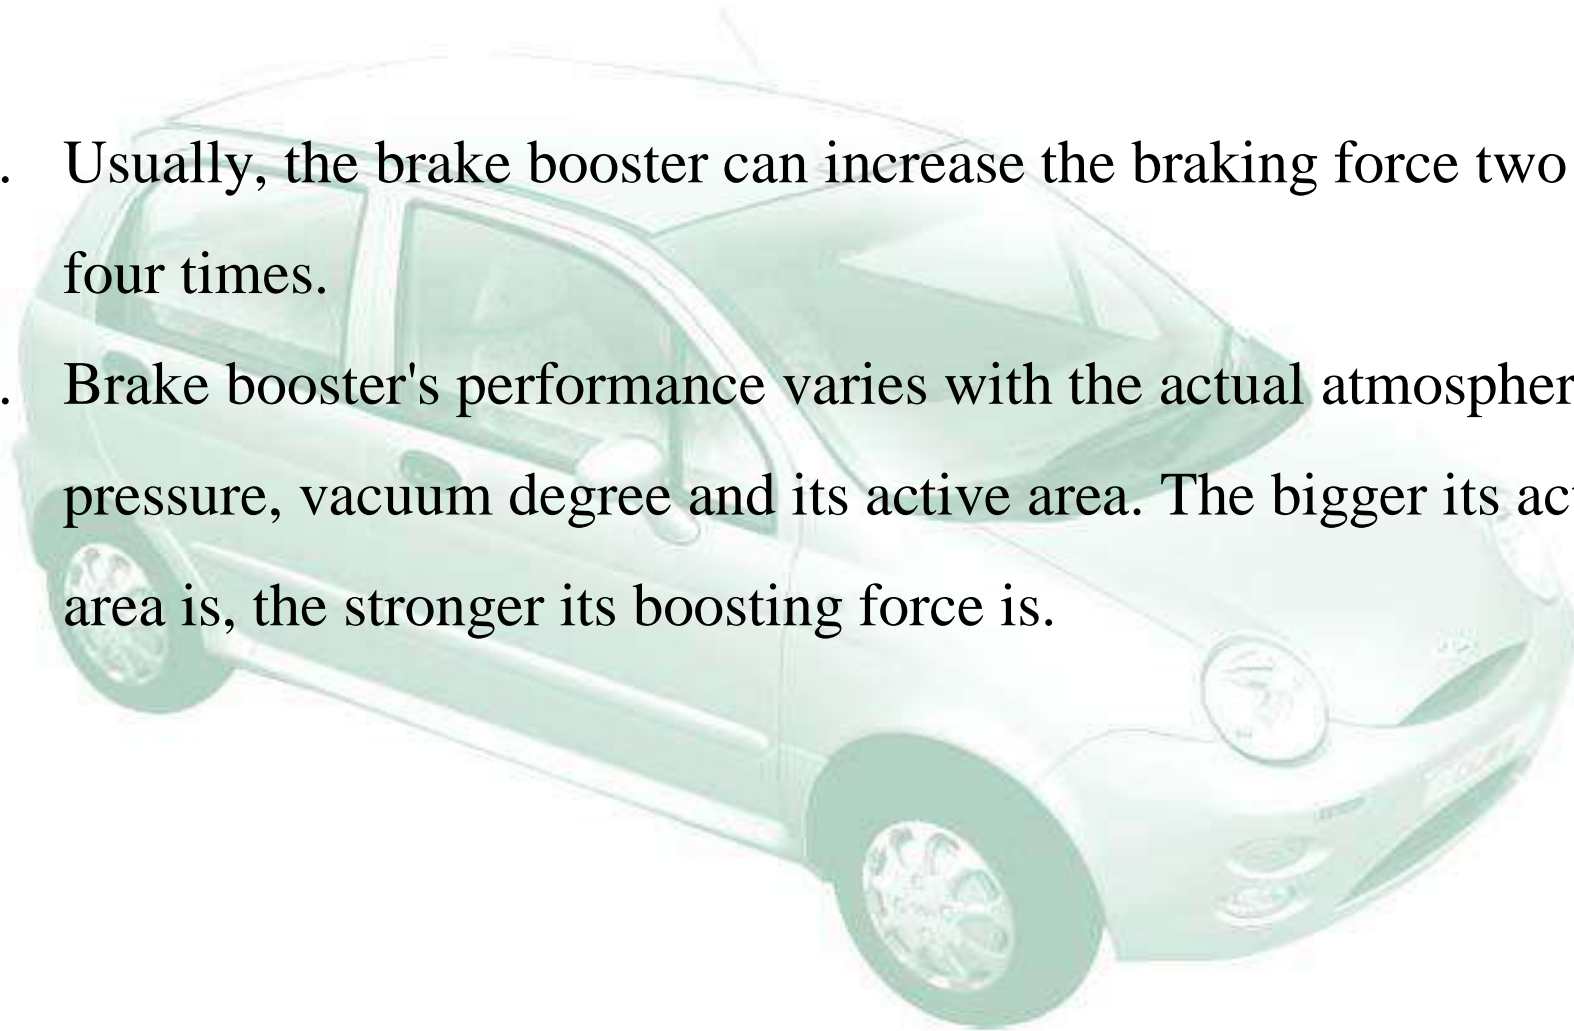 . Usually, the brake booster can increase the braking force two
four times.
. Brake booster's performance varies with the actual atmospher
pressure, vacuum degree and its active area. The bigger its act
area is, the stronger its boosting force is.